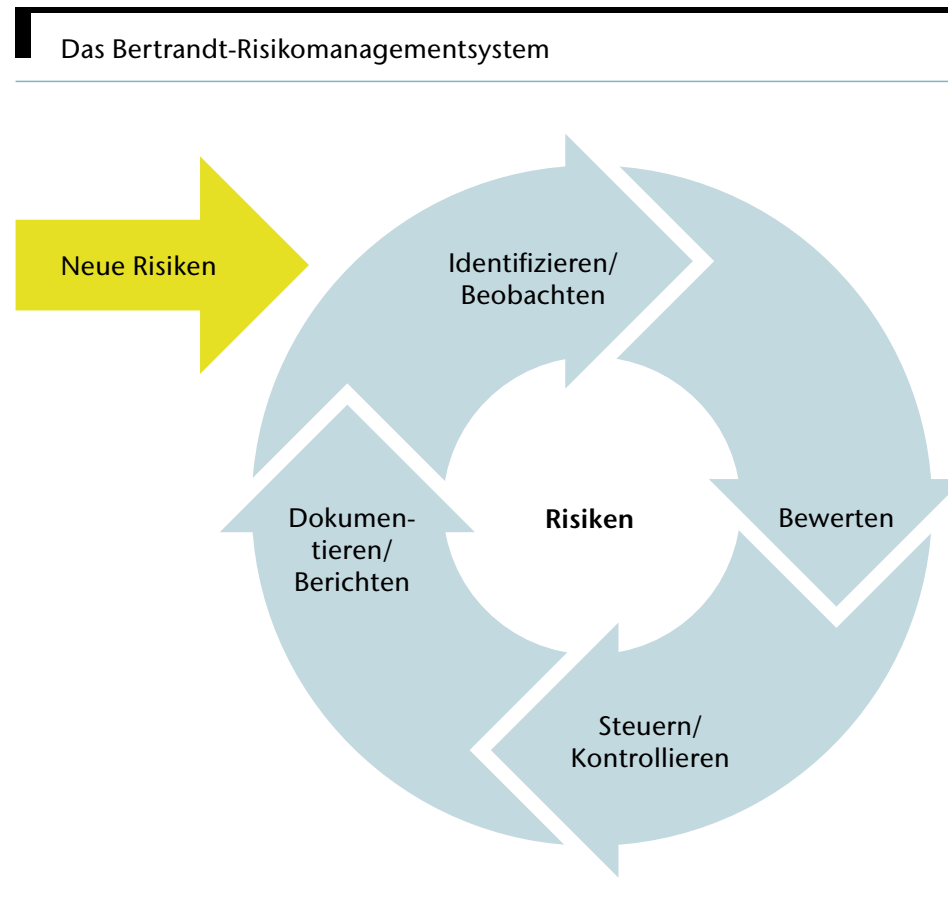 Das Bertrandt-Risikomanagementsystem
Neue Risiken
Identifizieren/
Beobachten
Bewerten
Steuern/
Kontrollieren
Dokumen-
tieren/
Berichten
Risiken